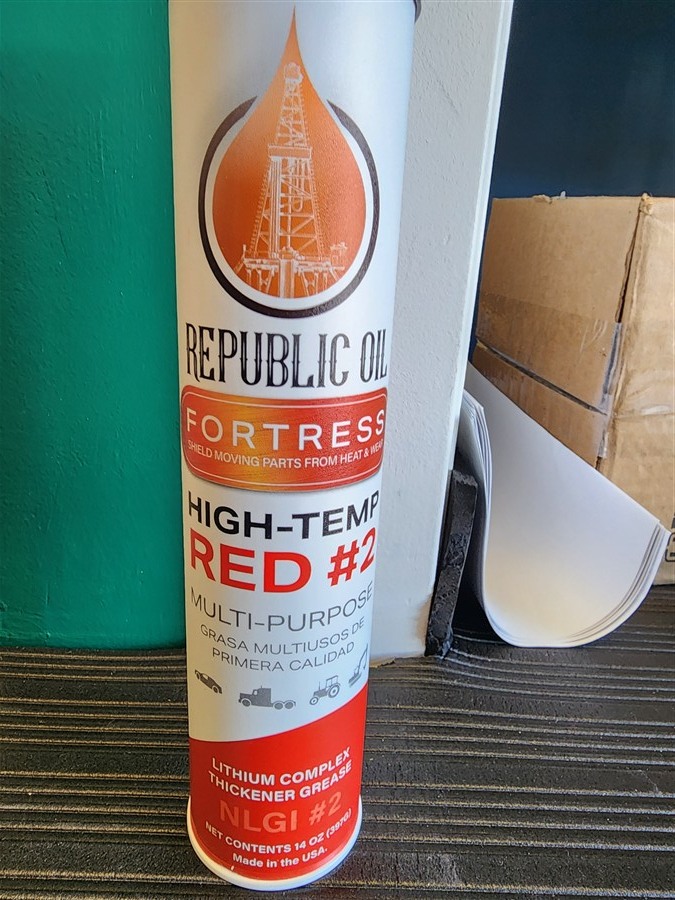 REPUBLIC OIL
FORTRESS
SHIELD MOVING PARTS FROM HEAT & WEAR
HIGH-TEMP
RED #2
MULTI-PURPOSE
GRASA MULTIUSOS DE
PRIMERA CALIDAD
LITHIUM COMPLEX
THICKENER GREASE
NLGI #2
NET CONTENTS 14 OZ (397G)
Made in the USA.